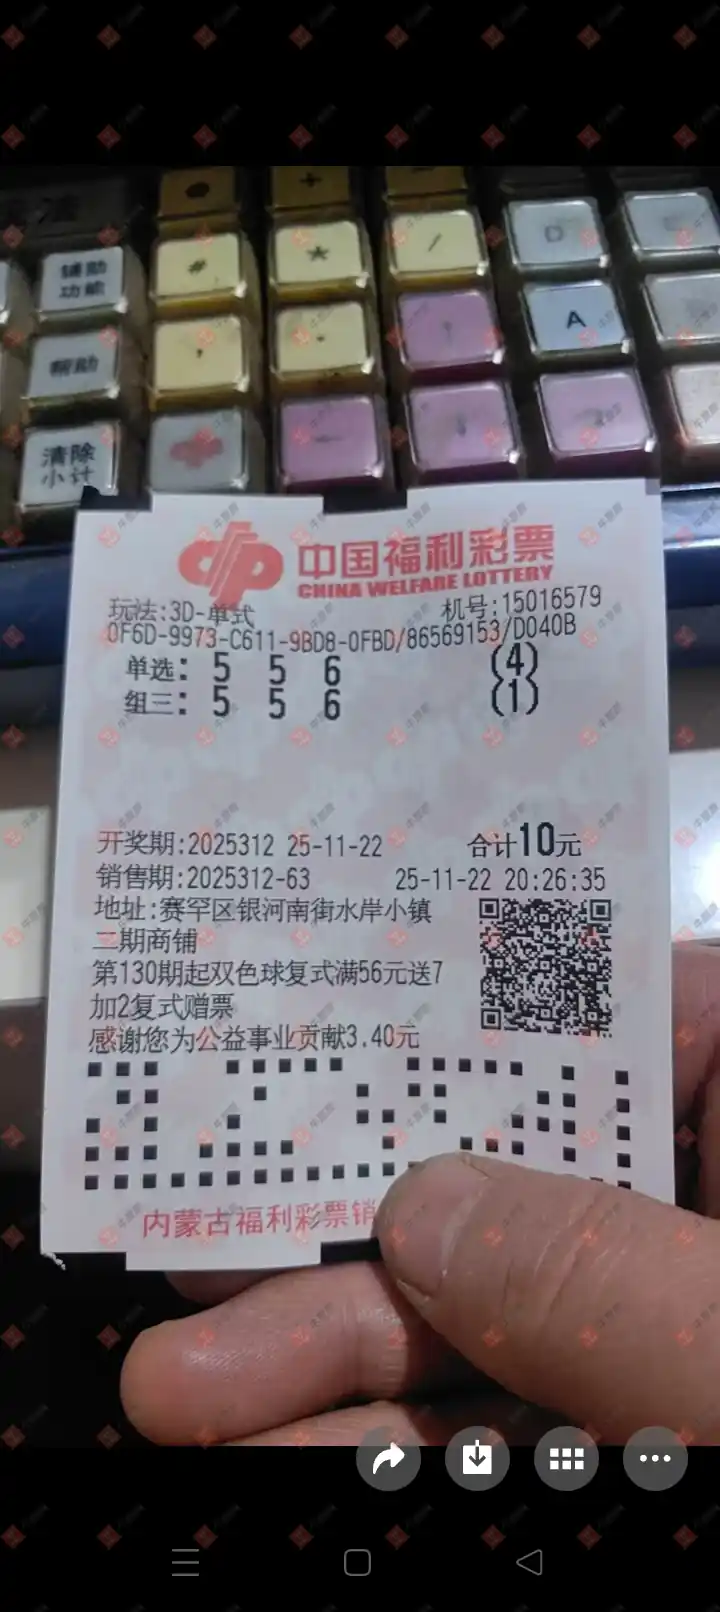 # * / D
辅助
功能
A
帮助
清除
小计
中国福利彩票
CHINA WELFARE LOTTERY
玩法:3D-单式 机号:15016579
0F6D-9973-C611-9BD8-0FBD/86569153/D040B
单选: 5 5 6 (4)
组三: 5 5 6 (1)
开奖期:2025312 25-11-22 合计10元
销售期:2025312-63 25-11-22 20:26:35
地址:赛罕区银河南街水岸小镇
二期商铺
第130期起双色球复式满56元送7
加2复式赠票
感谢您为公益事业贡献3.40元
内蒙古福利彩票销